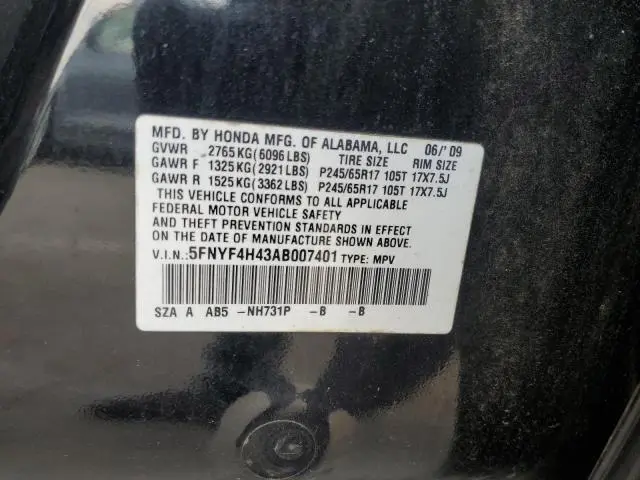 MFD. BY HONDA MFG. OF ALABAMA, LLC 06/'09
GVWR 2765KG(6096LBS) TIRE SIZE RIM SIZE
GAWR F 1325KG(2921LBS) P245/65R17 105T 17X7.5J
GAWR R 1525KG(3362LBS) P245/65R17 105T 17X7.5J
THIS VEHICLE CONFORMS TO ALL APPLICABLE
FEDERAL MOTOR VEHICLE SAFETY
AND THEFT PREVENTION STANDARDS IN EFFECT
ON THE DATE OF MANUFACTURE SHOWN ABOVE.
V.I.N.:5FNYF4H43AB007401 TYPE: MPV
SZA A AB5 -NH731P -B -B